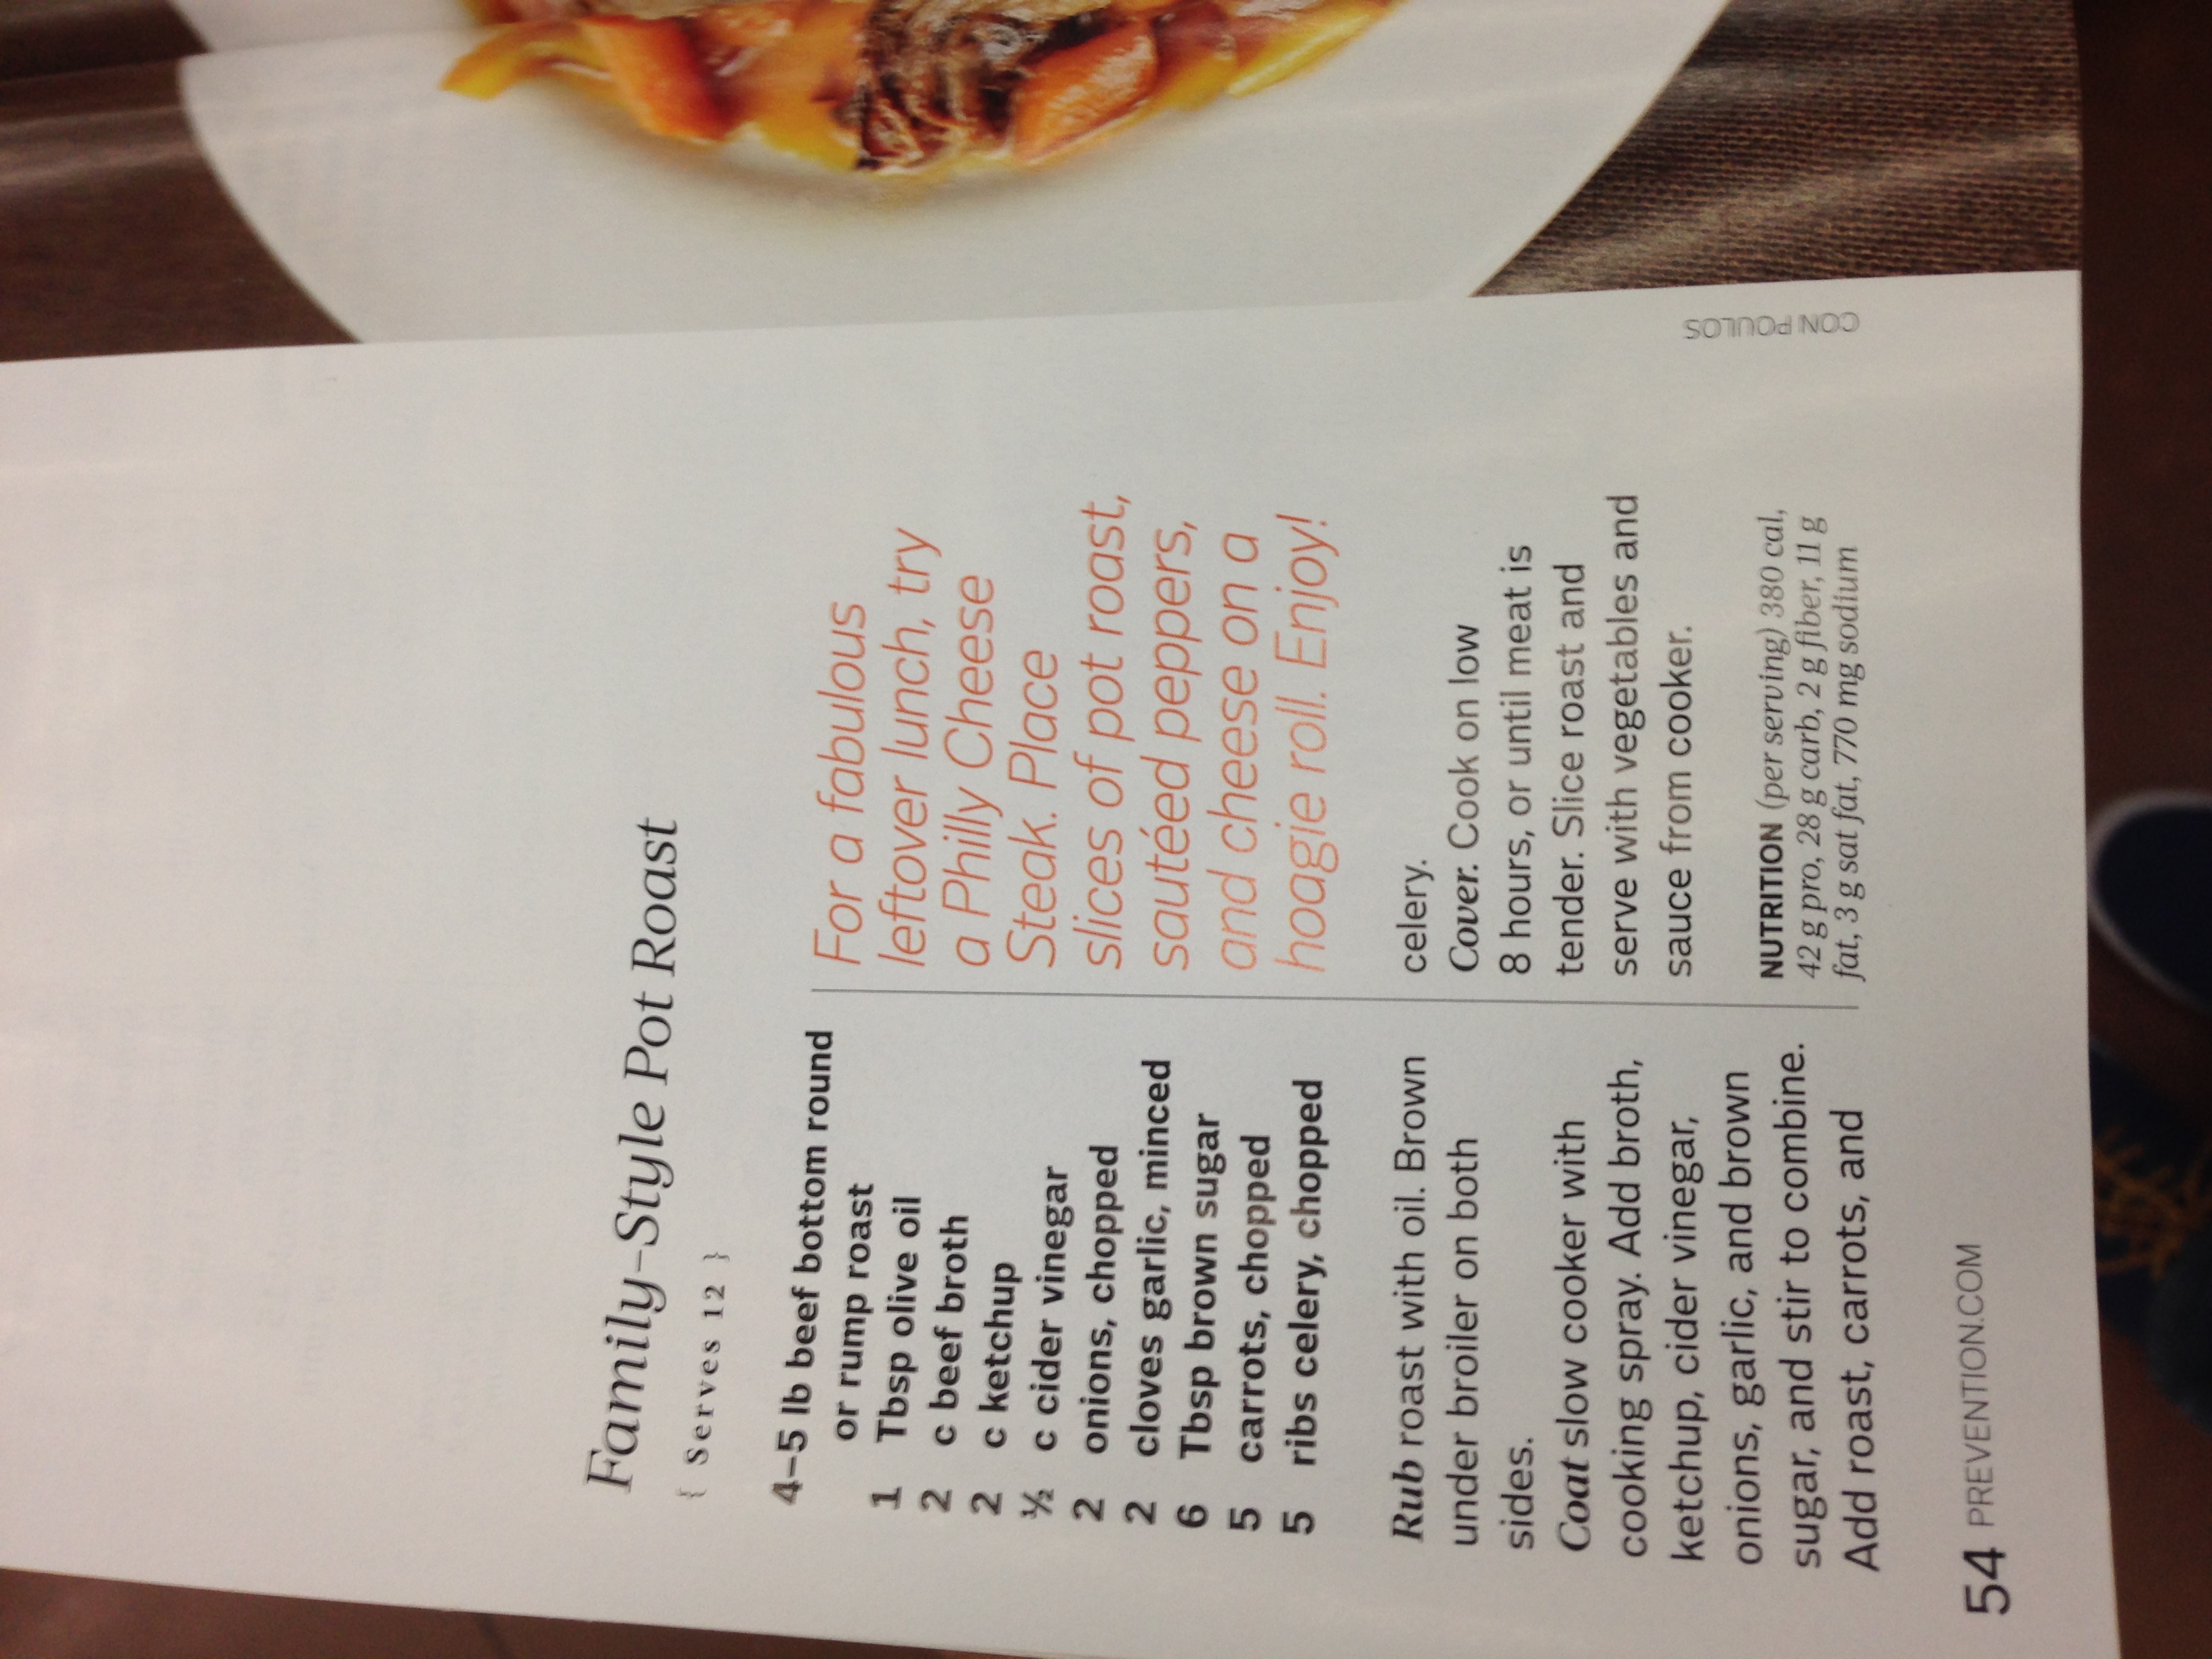 Family-Style Pot Roast
{ Serves 12 }
4–5 lb beef bottom round
or rump roast
1 Tbsp olive oil
2 c beef broth
2 c ketchup
½ c cider vinegar
2 onions, chopped
2 cloves garlic, minced
6 Tbsp brown sugar
5 carrots, chopped
5 ribs celery, chopped
For a fabulous
leftover lunch, try
a Philly Cheese
Steak. Place
slices of pot roast,
sautéed peppers,
and cheese on a
hoagie roll. Enjoy!
Rub roast with oil. Brown
under broiler on both
sides.
Coat slow cooker with
cooking spray. Add broth,
ketchup, cider vinegar,
onions, garlic, and brown
sugar, and stir to combine.
Add roast, carrots, and
celery.
Cover. Cook on low
8 hours, or until meat is
tender. Slice roast and
serve with vegetables and
sauce from cooker.
NUTRITION (per serving) 380 cal,
42 g pro, 28 g carb, 2 g fiber, 11 g
fat, 3 g sat fat, 770 mg sodium
CON POULOS
54 PREVENTION.COM